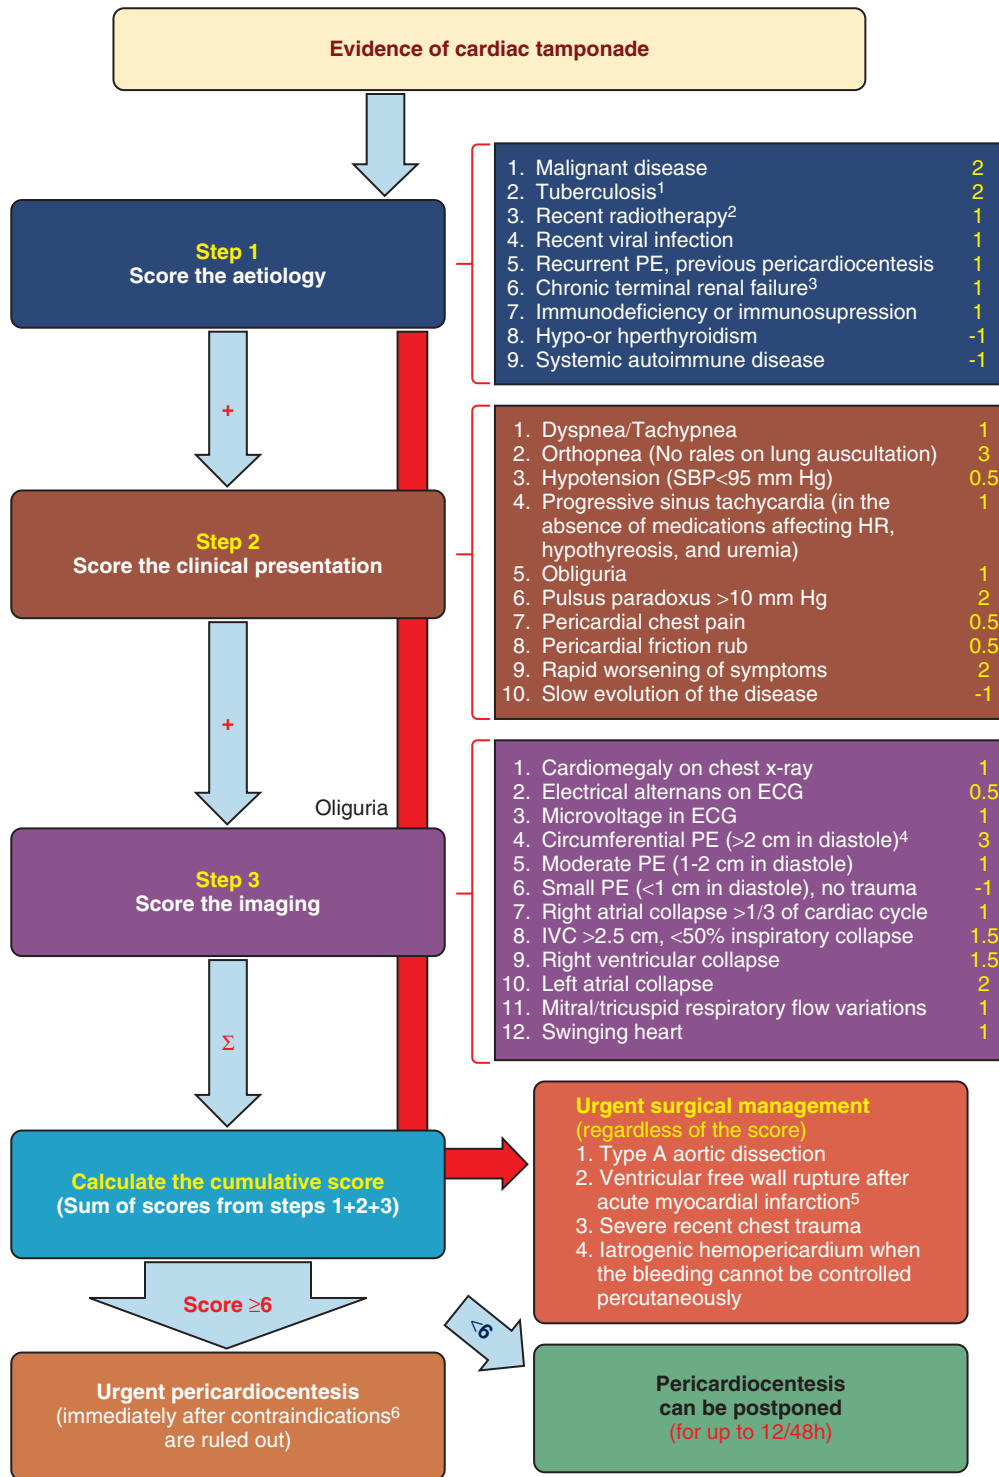 Evidence of cardiac tamponade
Step 1
Score the aetiology
1. Malignant disease 2
2. Tuberculosis1 2
3. Recent radiotherapy2 1
4. Recent viral infection 1
5. Recurrent PE, previous pericardiocentesis 1
6. Chronic terminal renal failure3 1
7. Immunodeficiency or immunosupression 1
8. Hypo-or hperthyroidism -1
9. Systemic autoimmune disease -1
+
Step 2
Score the clinical presentation
1. Dyspnea/Tachypnea 1
2. Orthopnea (No rales on lung auscultation) 3
3. Hypotension (SBP<95 mm Hg) 0.5
4. Progressive sinus tachycardia (in the 1
absence of medications affecting HR,
hypothyreosis, and uremia)
5. Obliguria 1
6. Pulsus paradoxus >10 mm Hg 2
7. Pericardial chest pain 0.5
8. Pericardial friction rub 0.5
9. Rapid worsening of symptoms 2
10. Slow evolution of the disease -1
+
Oliguria
Step 3
Score the imaging
1. Cardiomegaly on chest x-ray 1
2. Electrical alternans on ECG 0.5
3. Microvoltage in ECG 1
4. Circumferential PE (>2 cm in diastole)4 3
5. Moderate PE (1-2 cm in diastole) 1
6. Small PE (<1 cm in diastole), no trauma -1
7. Right atrial collapse >1/3 of cardiac cycle 1
8. IVC >2.5 cm, <50% inspiratory collapse 1.5
9. Right ventricular collapse 1.5
10. Left atrial collapse 2
11. Mitral/tricuspid respiratory flow variations 1
12. Swinging heart 1
Σ
Calculate the cumulative score
(Sum of scores from steps 1+2+3)
Urgent surgical management
(regardless of the score)
1. Type A aortic dissection
2. Ventricular free wall rupture after
acute myocardial infarction5
3. Severe recent chest trauma
4. Iatrogenic hemopericardium when
the bleeding cannot be controlled
percutaneously
Score ≥6
<6
Urgent pericardiocentesis
(immediately after contraindications6
are ruled out)
Pericardiocentesis
can be postponed
(for up to 12/48h)